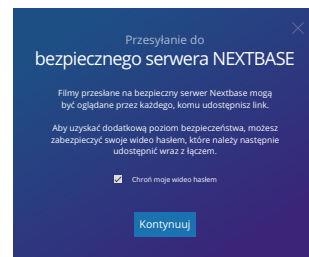 Przesyłanie do
bezpiecznego serwera NEXTBASE
Filmy przesłane na bezpieczny serwer Nextbase mogą
być oglądane przez każdego, komu udostępnisz link.
Aby uzyskać dodatkową poziom bezpieczeństwa, możesz
zabezpieczyć swoje wideo hasłem, które należy następnie
udostępnić wraz z łączem.
Chroń moje wideo hasłem
Kontynuuj